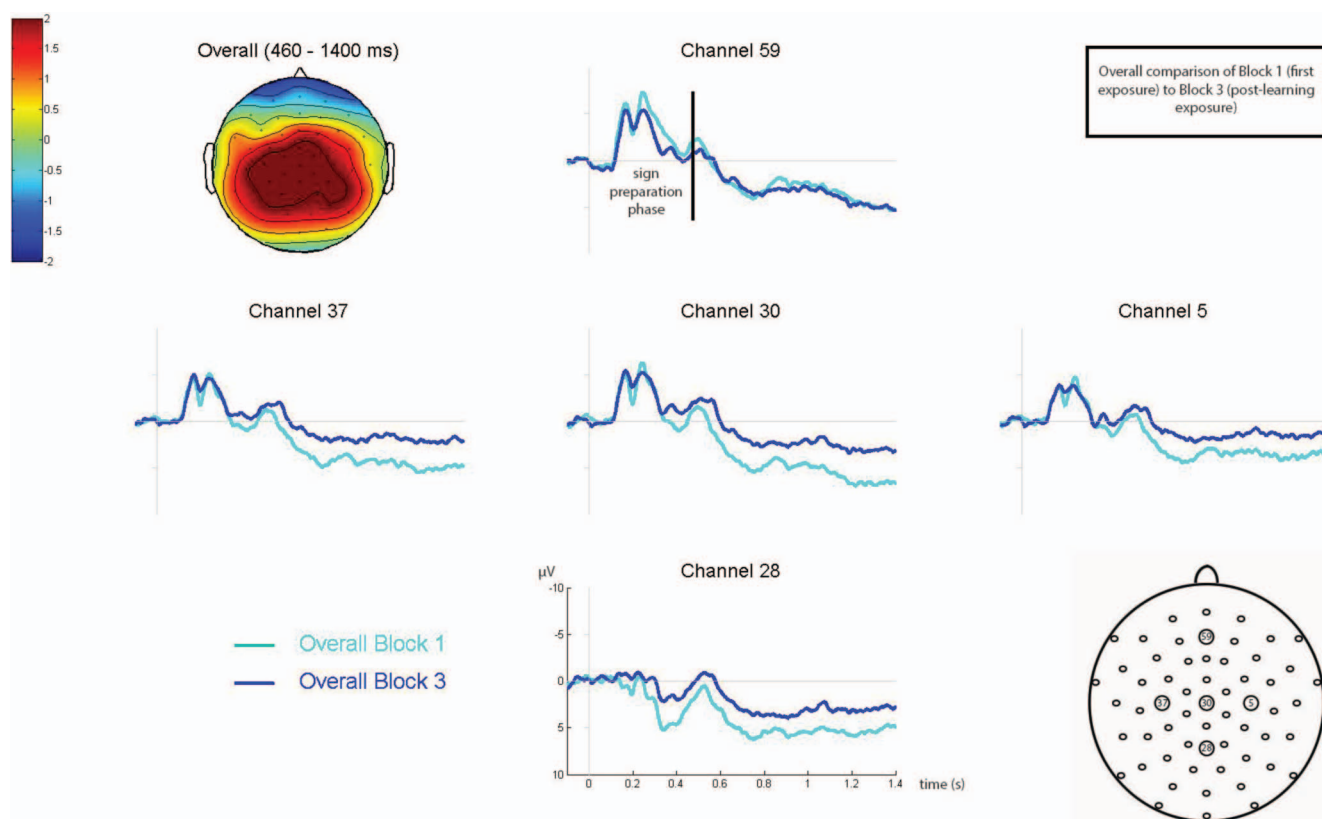 2
1.5
1
0.5
0
-0.5
-1
-1.5
-2
Overall (460 - 1400 ms)
Channel 59
sign
preparation
phase
Overall comparison of Block 1 (first
exposure) to Block 3 (post-learning
exposure)
Channel 37
Channel 30
Channel 5
Overall Block 1
Overall Block 3
Channel 28
μV
-10
-5
0
5
10
0 0.2 0.4 0.6 0.8 1 1.2 1.4
time (s)
59
37 30 5
28